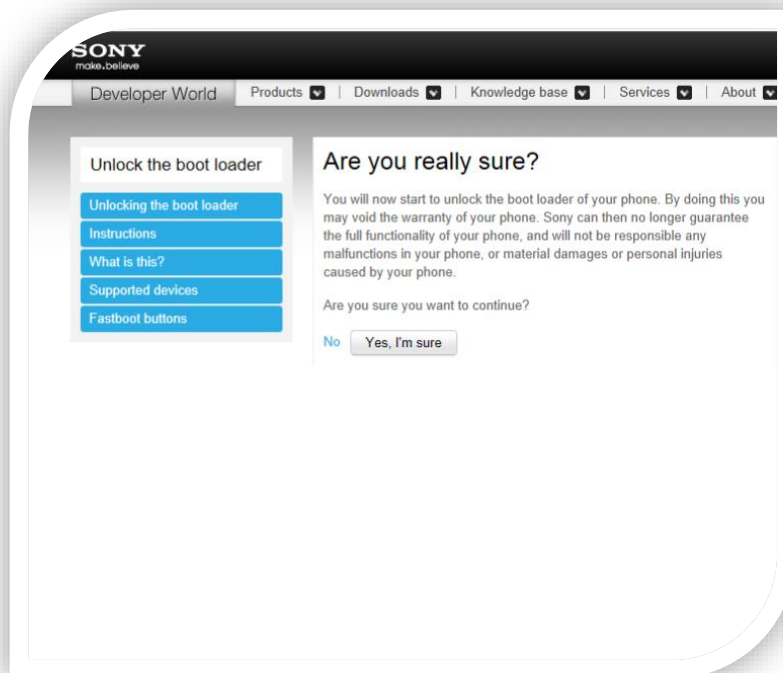 SONY
make.believe
Developer World Products | Downloads | Knowledge base | Services | About
Unlock the boot loader
Unlocking the boot loader
Instructions
What is this?
Supported devices
Fastboot buttons
Are you really sure?
You will now start to unlock the boot loader of your phone. By doing this you
may void the warranty of your phone. Sony can then no longer guarantee
the full functionality of your phone, and will not be responsible any
malfunctions in your phone, or material damages or personal injuries
caused by your phone.
Are you sure you want to continue?
No Yes, I'm sure